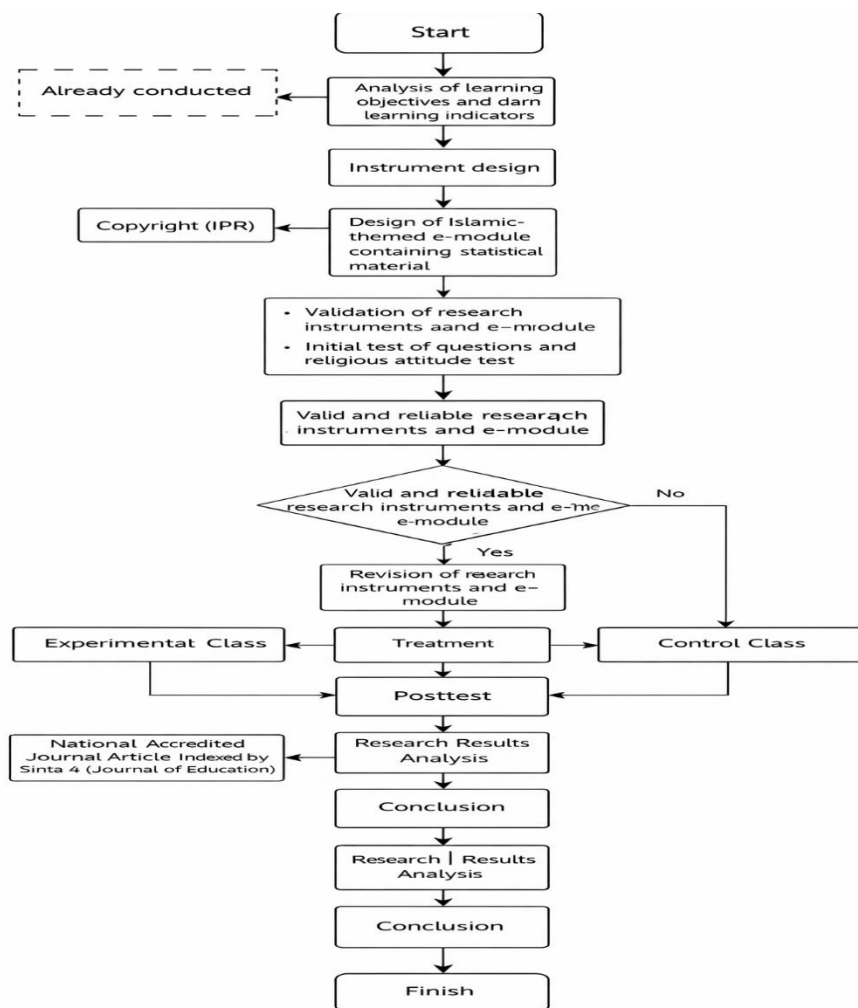 Start
Already conducted
Analysis of learning
objectives and darn
learning indicators
Instrument design
Copyright (IPR)
Design of Islamic-
themed e-module
containing statistical
material
• Validation of research
instruments aand e-mrodule
• Initial test of questions and
religious attitude test
Valid and reliable research
instruments and e-module
Valid and relidable
research instruments and e-me
e-module
No
Yes
Revision of research
instruments and e-
module
Experimental Class
Treatment
Control Class
Posttest
National Accredited
Journal Article Indexed by
Sinta 4 (Journal of Education)
Research Results
Analysis
Conclusion
Research | Results
Analysis
Conclusion
Finish